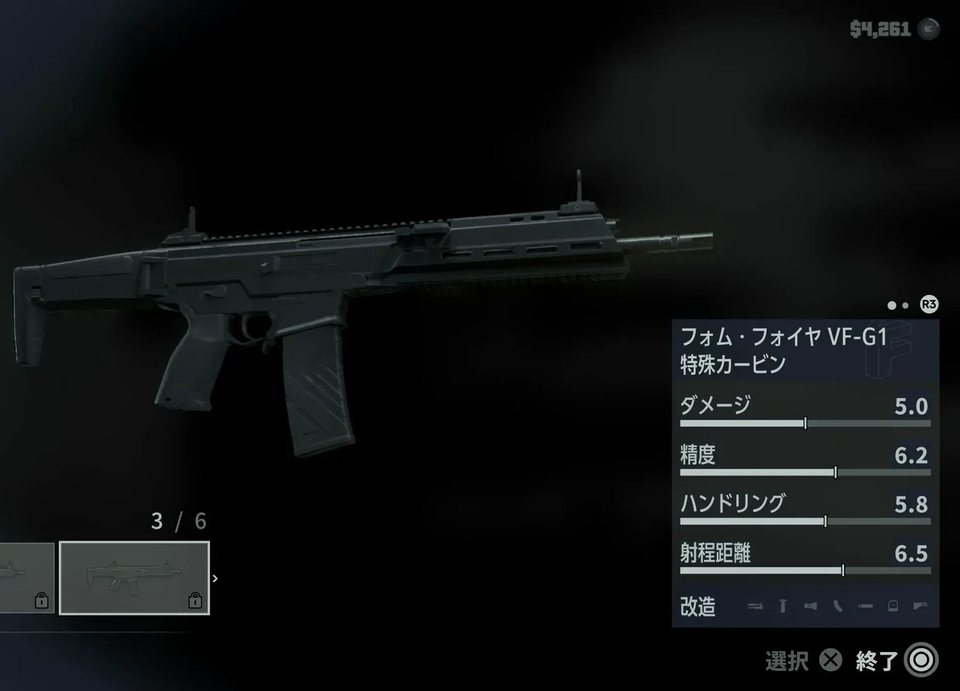 $4,261
R3
フォム・フォイヤ VF-G1
特殊カービン
ダメージ 5.0
精度 6.2
ハンドリング 5.8
射程距離 6.5
改造
3 / 6
選択 終了